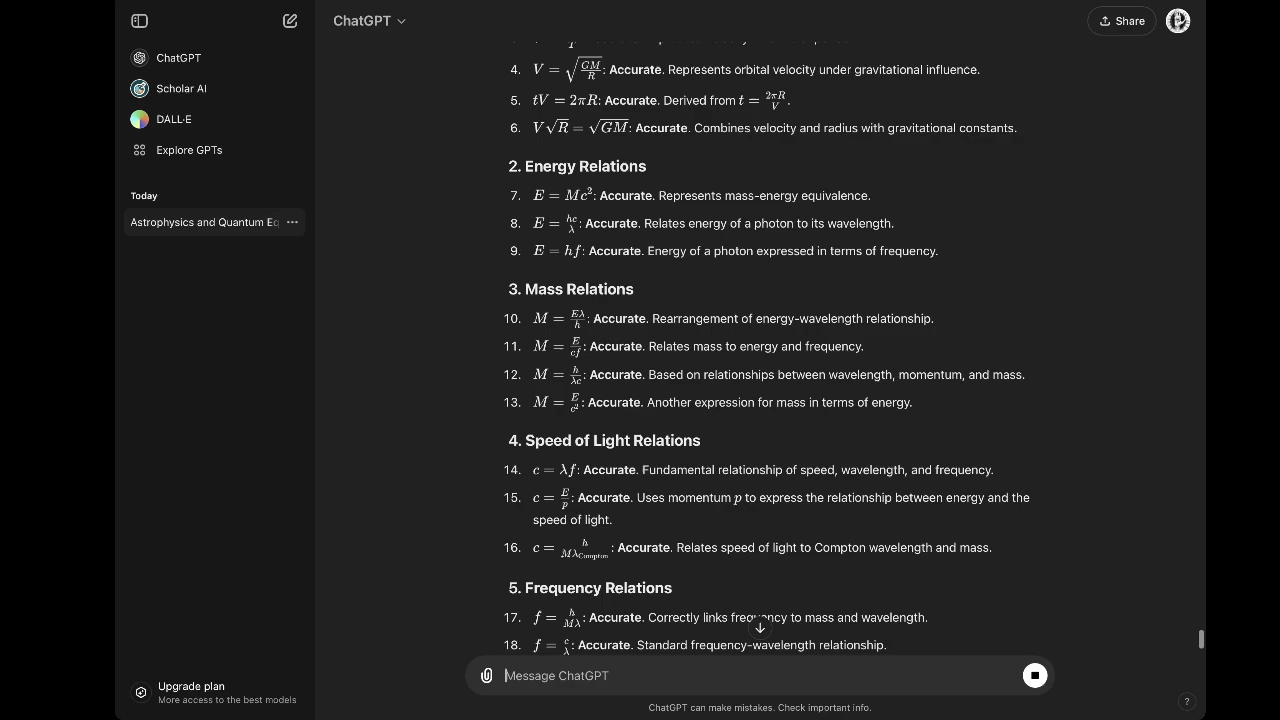 ChatGPT
Share
ChatGPT
Scholar AI
DALL·E
Explore GPTs
Today
Astrophysics and Quantum Eq
4. V = √(GM/R): Accurate. Represents orbital velocity under gravitational influence.
5. tV = 2πR: Accurate. Derived from t = 2πR/V.
6. V√R = √GM: Accurate. Combines velocity and radius with gravitational constants.
2. Energy Relations
7. E = Mc²: Accurate. Represents mass-energy equivalence.
8. E = hc/λ: Accurate. Relates energy of a photon to its wavelength.
9. E = hf: Accurate. Energy of a photon expressed in terms of frequency.
3. Mass Relations
10. M = Eλ/h: Accurate. Rearrangement of energy-wavelength relationship.
11. M = E/cf: Accurate. Relates mass to energy and frequency.
12. M = h/λc: Accurate. Based on relationships between wavelength, momentum, and mass.
13. M = E/c²: Accurate. Another expression for mass in terms of energy.
4. Speed of Light Relations
14. c = λf: Accurate. Fundamental relationship of speed, wavelength, and frequency.
15. c = E/p: Accurate. Uses momentum p to express the relationship between energy and the
speed of light.
16. c = h/Mλ_Compton: Accurate. Relates speed of light to Compton wavelength and mass.
5. Frequency Relations
17. f = h/Mλ: Accurate. Correctly links frequency to mass and wavelength.
18. f = c/λ: Accurate. Standard frequency-wavelength relationship.
Message ChatGPT
Upgrade plan
More access to the best models
ChatGPT can make mistakes. Check important info.
?